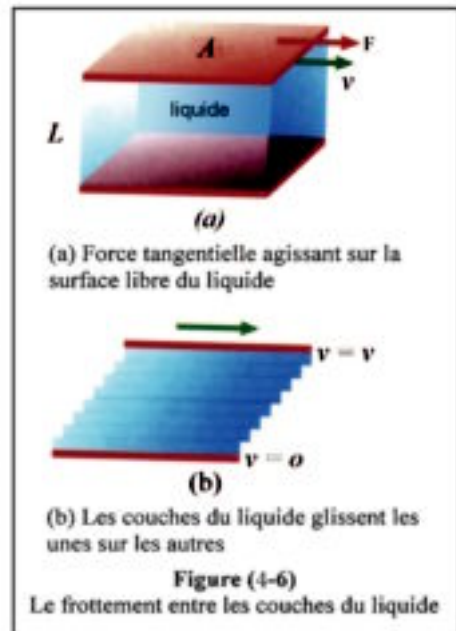 A
F
v
liquide
L
(a)
(a) Force tangentielle agissant sur la
surface libre du liquide
v = v
v = o
(b)
(b) Les couches du liquide glissent les
unes sur les autres
Figure (4-6)
Le frottement entre les couches du liquide